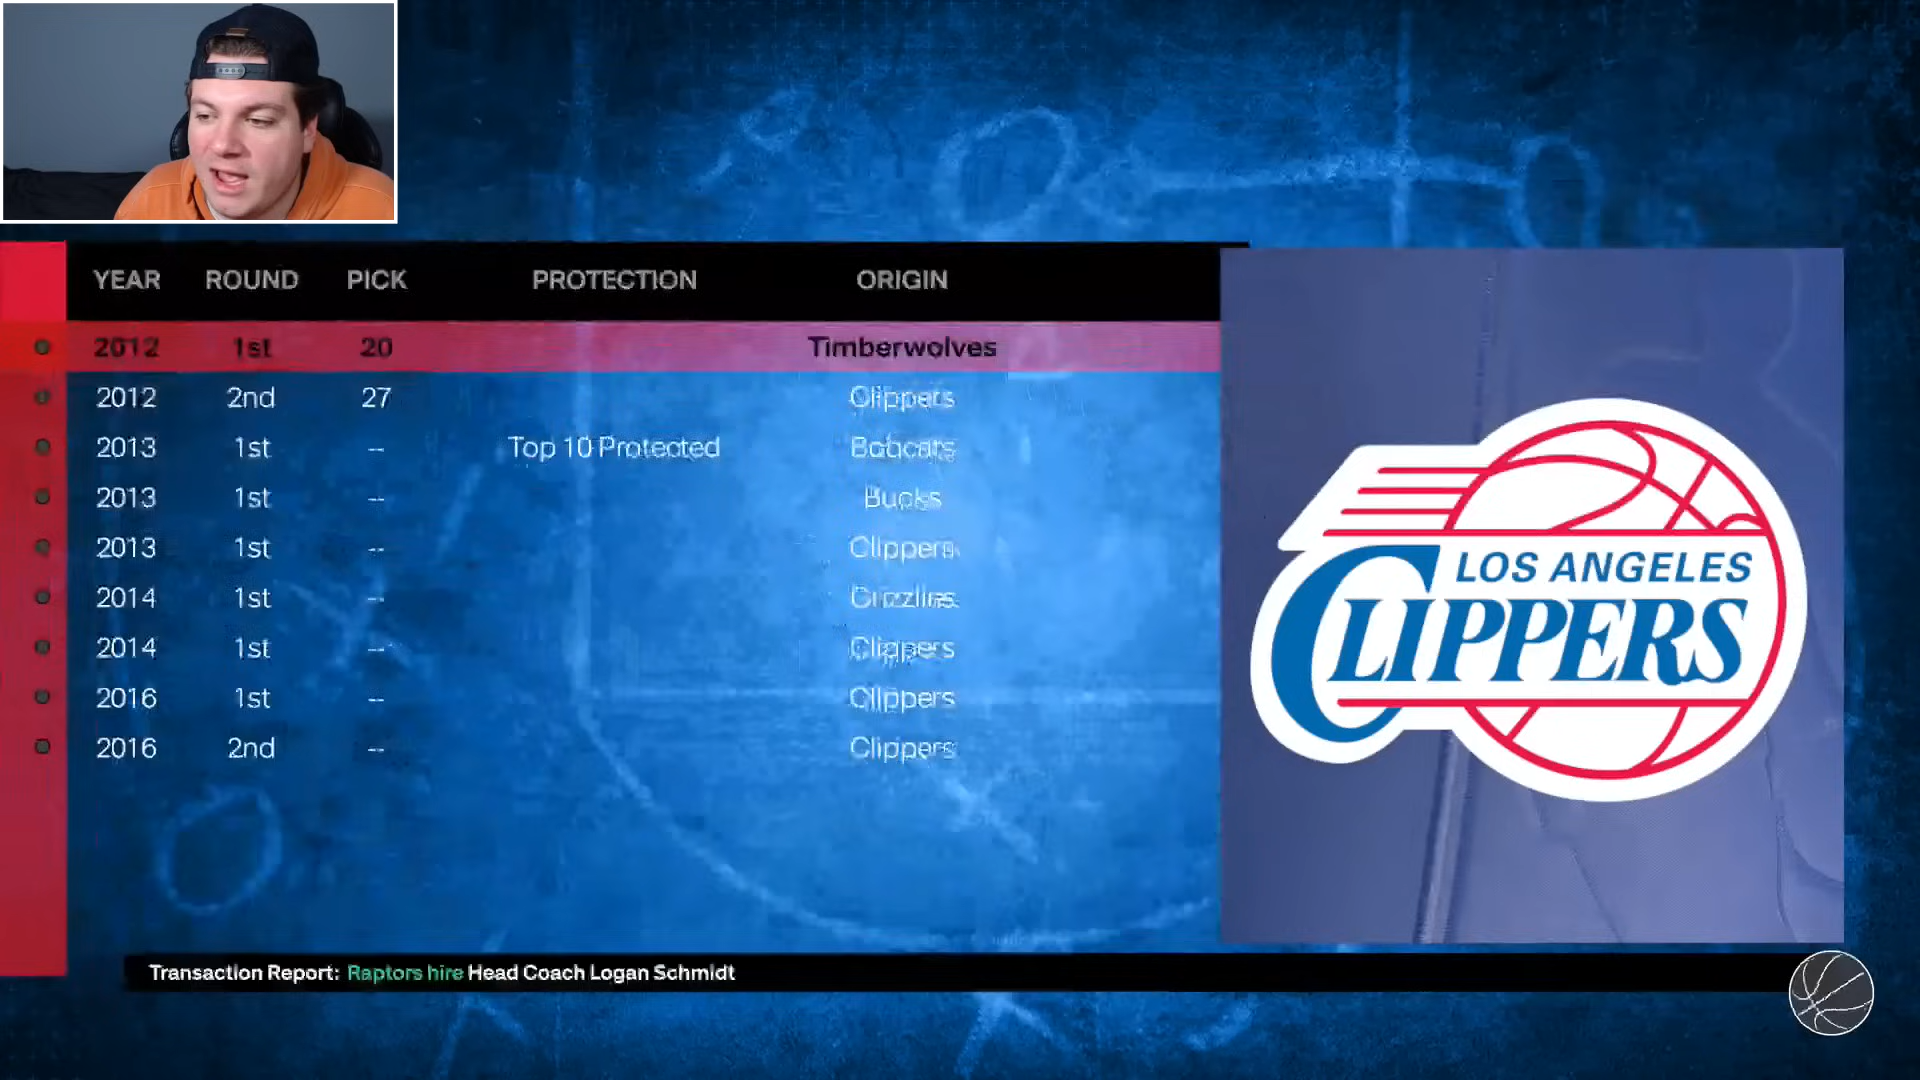 YEAR ROUND PICK PROTECTION ORIGIN
2012 1st 20 Timberwolves
2012 2nd 27 Clippers
2013 1st -- Top 10 Protected Bobcats
2013 1st -- Bucks
2013 1st -- Clippers
2014 1st -- Grizzlies
2014 1st -- Clippers
2016 1st -- Clippers
2016 2nd -- Clippers
LOS ANGELES
CLIPPERS
Transaction Report: Raptors hire Head Coach Logan Schmidt